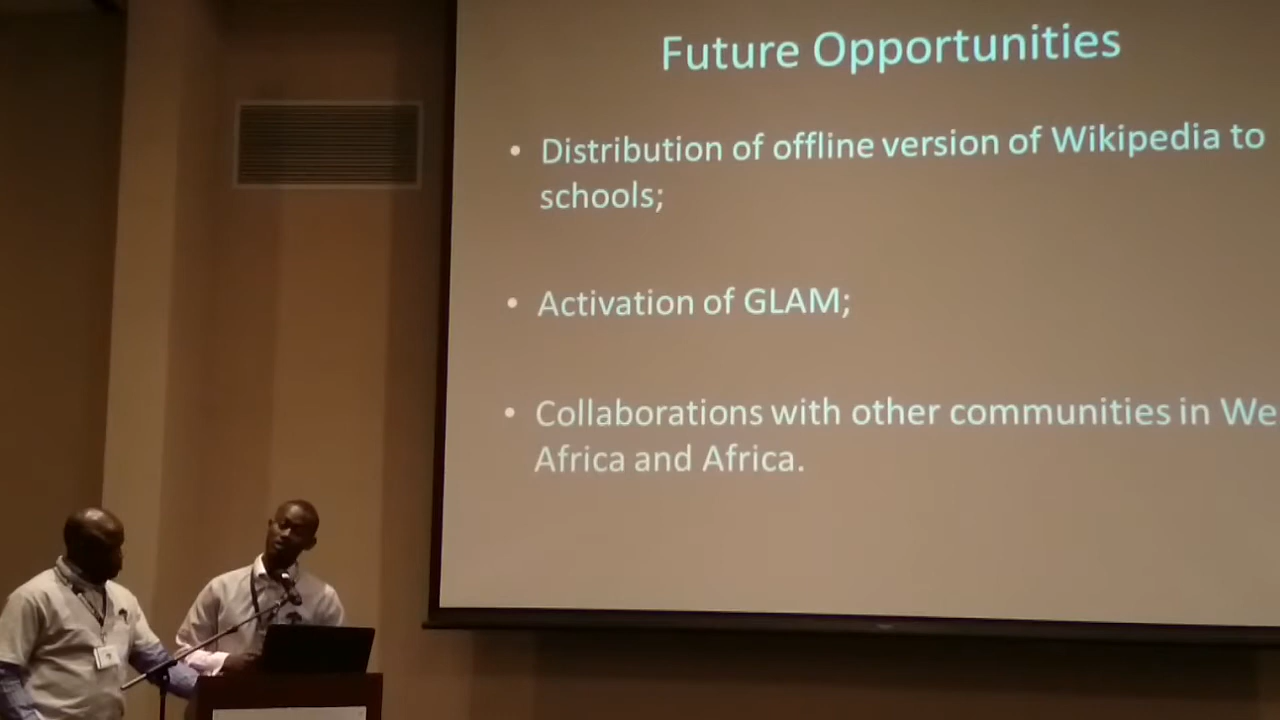 Future Opportunities
• Distribution of offline version of Wikipedia to
schools;
• Activation of GLAM;
• Collaborations with other communities in We
Africa and Africa.